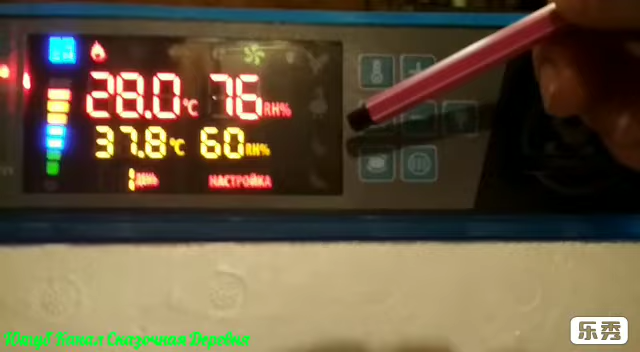 28.0°C 76RH%
37.8°C 60RH%
1 ДЕНЬ НАСТРОЙКА
Ютуб Канал Сказочная Деревня
乐秀